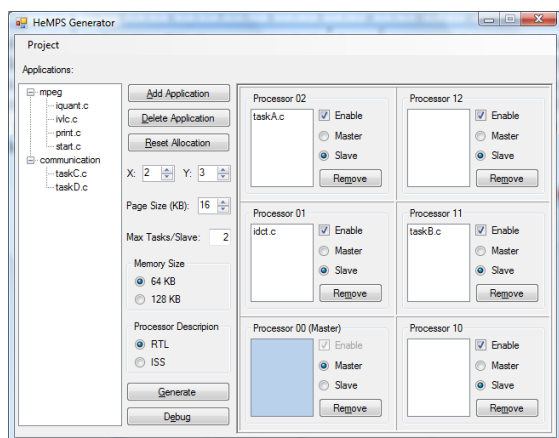 HeMPS Generator
Project
Applications:
mpeg
iquant.c
ivlc.c
print.c
start.c
communication
taskC.c
taskD.c
Add Application
Delete Application
Reset Allocation
X: 2 Y: 3
Page Size (KB): 16
Max Tasks/Slave: 2
Memory Size
64 KB
128 KB
Processor Descripion
RTL
ISS
Generate
Debug
Processor 02
taskA.c
Enable
Master
Slave
Remove
Processor 12
Enable
Master
Slave
Remove
Processor 01
idct.c
Enable
Master
Slave
Remove
Processor 11
taskB.c
Enable
Master
Slave
Remove
Processor 00 (Master)
Enable
Master
Slave
Remove
Processor 10
Enable
Master
Slave
Remove